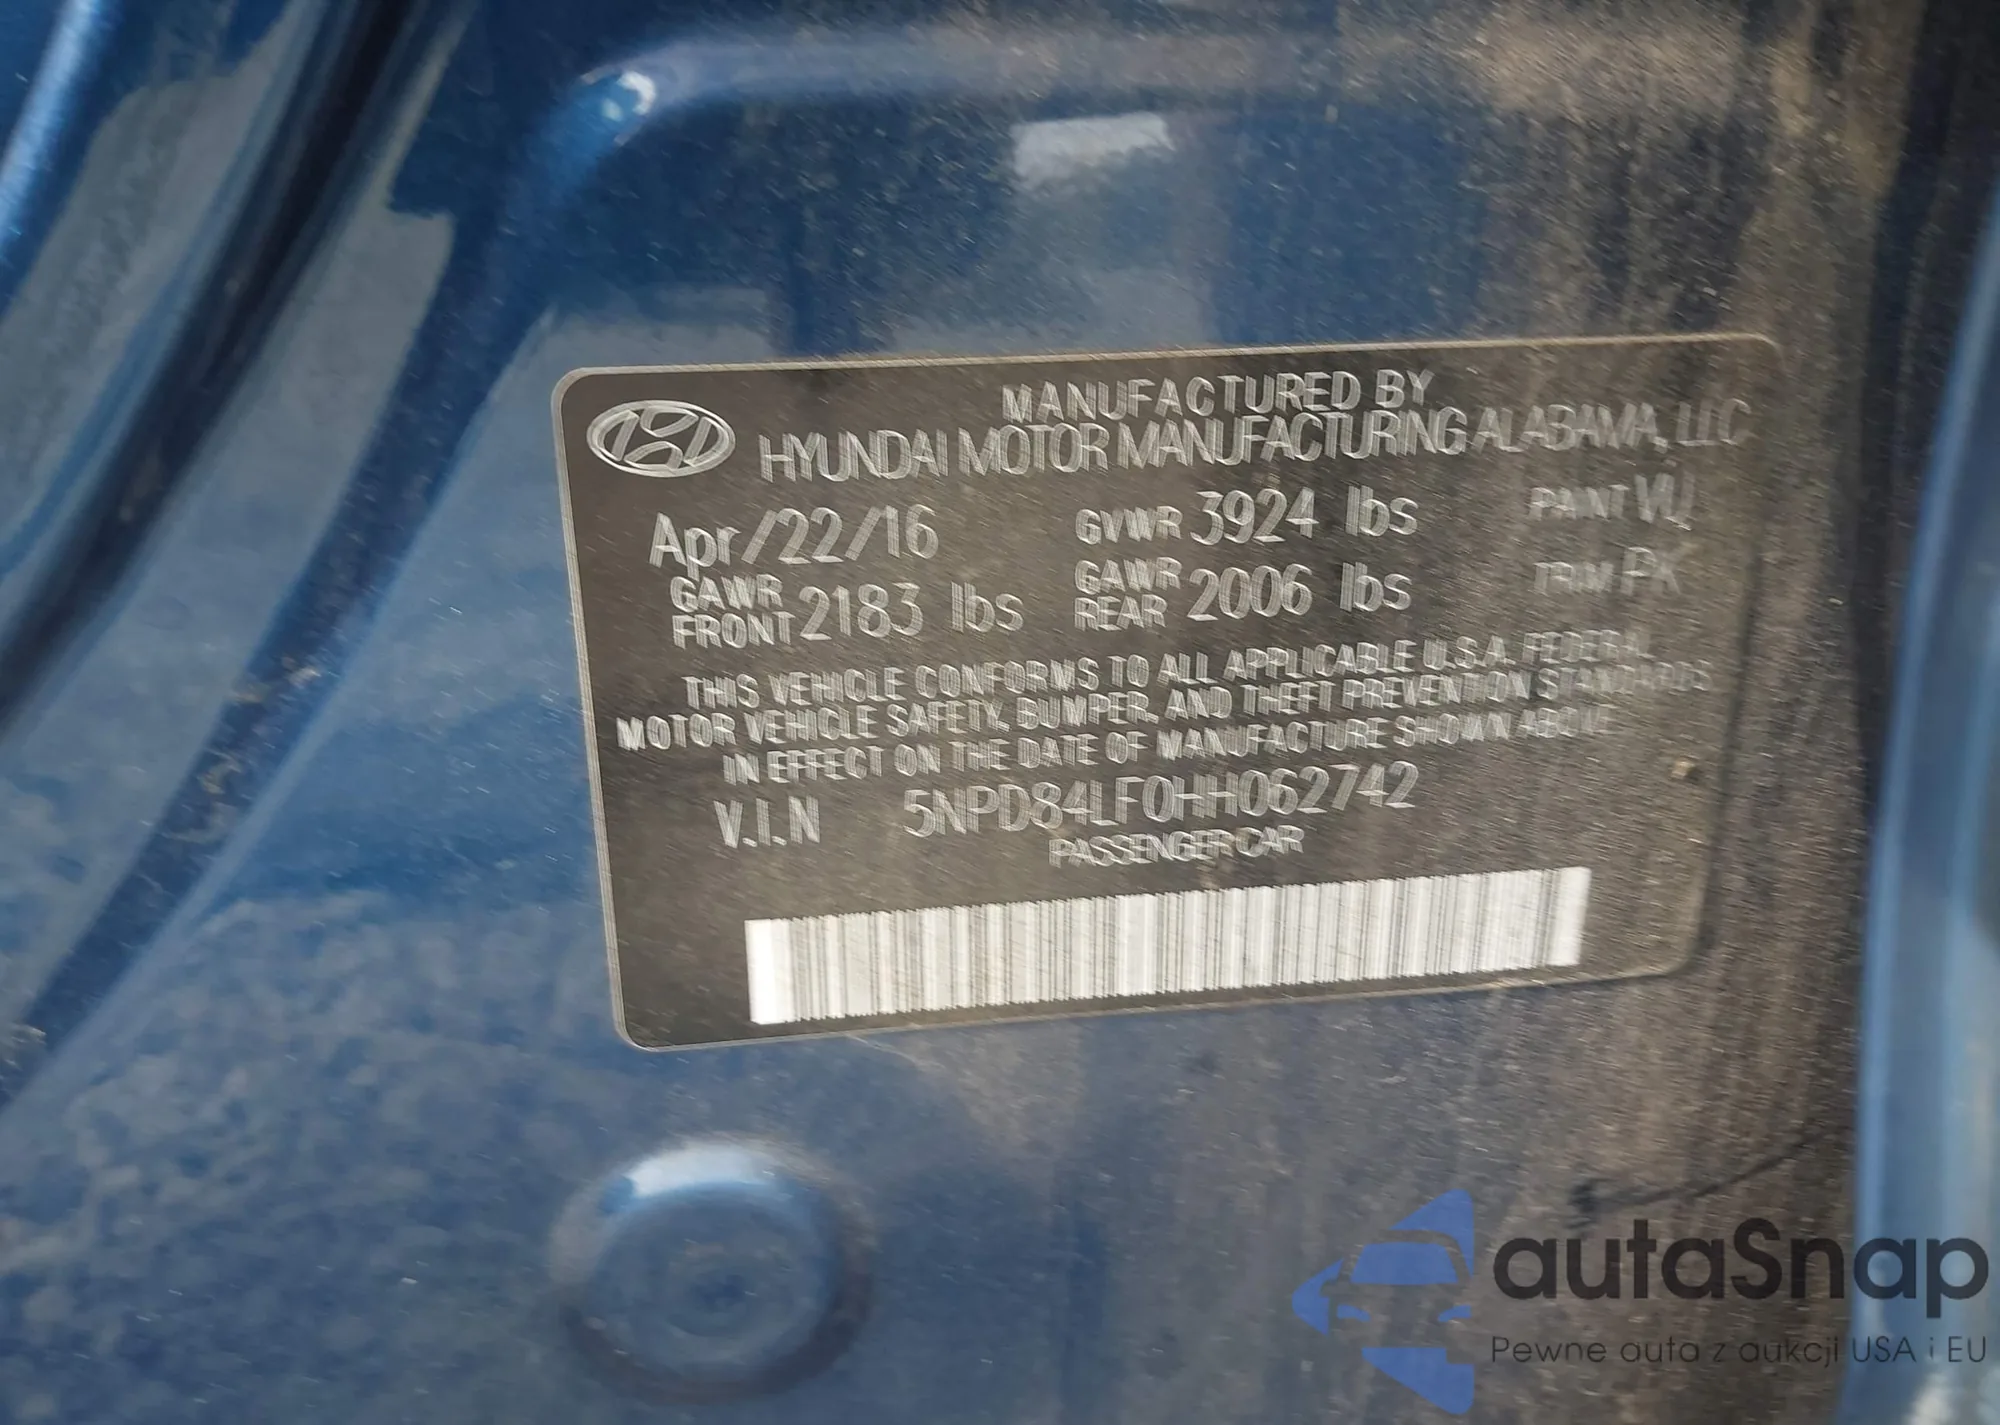 MANUFACTURED BY
HYUNDAI MOTOR MANUFACTURING ALABAMA, LLC
Apr/22/16 GVWR 3924 lbs PAINT
GAWR FRONT 2183 lbs GAWR REAR 2006 lbs TRIM PK
THIS VEHICLE CONFORMS TO ALL APPLICABLE U.S.A. FEDERAL
MOTOR VEHICLE SAFETY, BUMPER, AND THEFT PREVENTION STANDARDS
IN EFFECT ON THE DATE OF MANUFACTURE SHOWN ABOVE
V.I.N 5NPD84LF0HH062742
PASSENGER CAR
autaSnap
Pewne auta z aukcji USA i EU